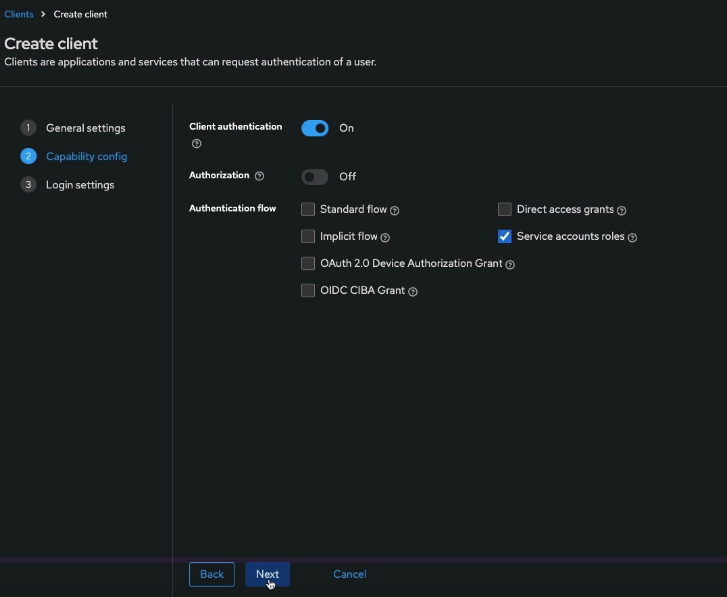 Clients > Create client
Create client
Clients are applications and services that can request authentication of a user.
1 General settings
2 Capability config
3 Login settings
Client authentication
On
Authorization
Off
Authentication flow
Standard flow
Direct access grants
Implicit flow
Service accounts roles
OAuth 2.0 Device Authorization Grant
OIDC CIBA Grant
Back
Next
Cancel